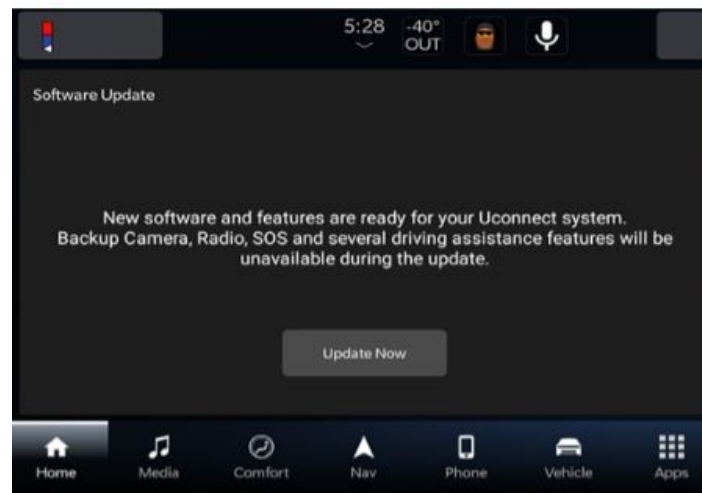 5:28
-40°
OUT
Software Update
New software and features are ready for your Uconnect system.
Backup Camera, Radio, SOS and several driving assistance features will be
unavailable during the update.
Update Now
Home Media Comfort Nav Phone Vehicle Apps